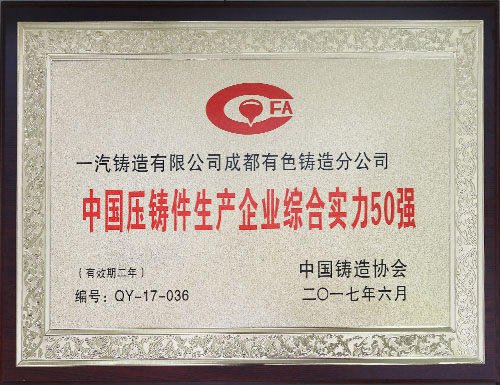 CFA
一汽铸造有限公司成都有色铸造分公司
中国压铸件生产企业综合实力50强
（有效期二年）
编号：QY-17-036
中国铸造协会
二〇一七年六月